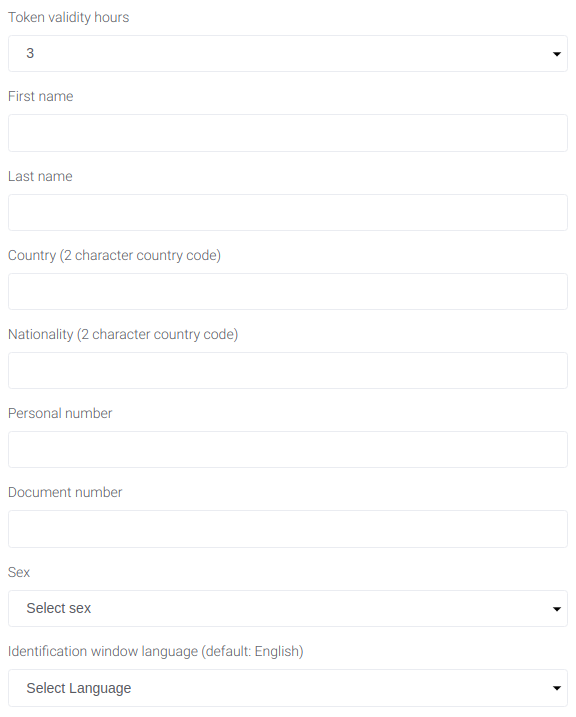 Token validity hours
3
First name
Last name
Country (2 character country code)
Nationality (2 character country code)
Personal number
Document number
Sex
Select sex
Identification window language (default: English)
Select Language